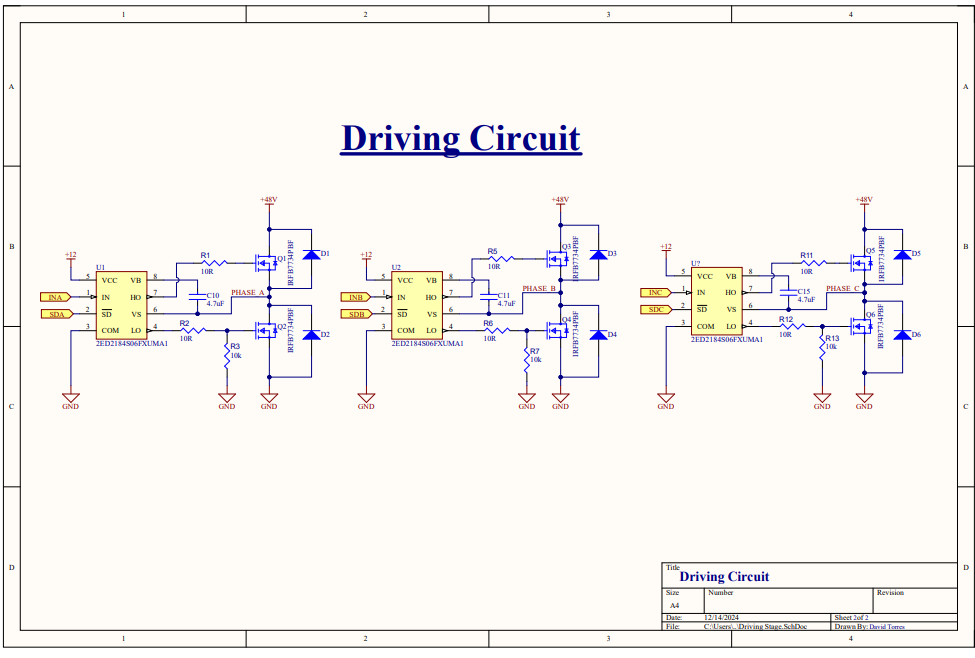 1 2 3 4
A A
Driving Circuit
+48V +48V +48V
B B
+12 U1 R1 10R Q1 IRFB7734PBF D1
5 VCC VB 8
INA 1 IN HO 7 C10 4.7uF PHASE_A
SDA 2 SD VS 6
3 COM LO 4 R2 10R Q2 IRFB7734PBF D2
2ED2184S06FXUMA1 R3 10k
GND GND GND
+12 U2 R5 10R Q3 IRFB7734PBF D3
5 VCC VB 8
INB 1 IN HO 7 C11 4.7uF PHASE_B
SDB 2 SD VS 6
3 COM LO 4 R6 10R Q4 IRFB7734PBF D4
2ED2184S06FXUMA1 R7 10k
GND GND GND
+12 U? R11 10R Q5 IRFB7734PBF D5
5 VCC VB 8
INC 1 IN HO 7 C15 4.7uF PHASE_C
SDC 2 SD VS 6
3 COM LO 4 R12 10R Q6 IRFB7734PBF D6
2ED2184S06FXUMA1 R13 10k
GND GND GND
C C
D D
Title Driving Circuit
Size Number Revision
A4
Date: 12/14/2024 Sheet 2of 2
File: C:\Users\..\Driving Stage.SchDoc Drawn By: David Torres
1 2 3 4